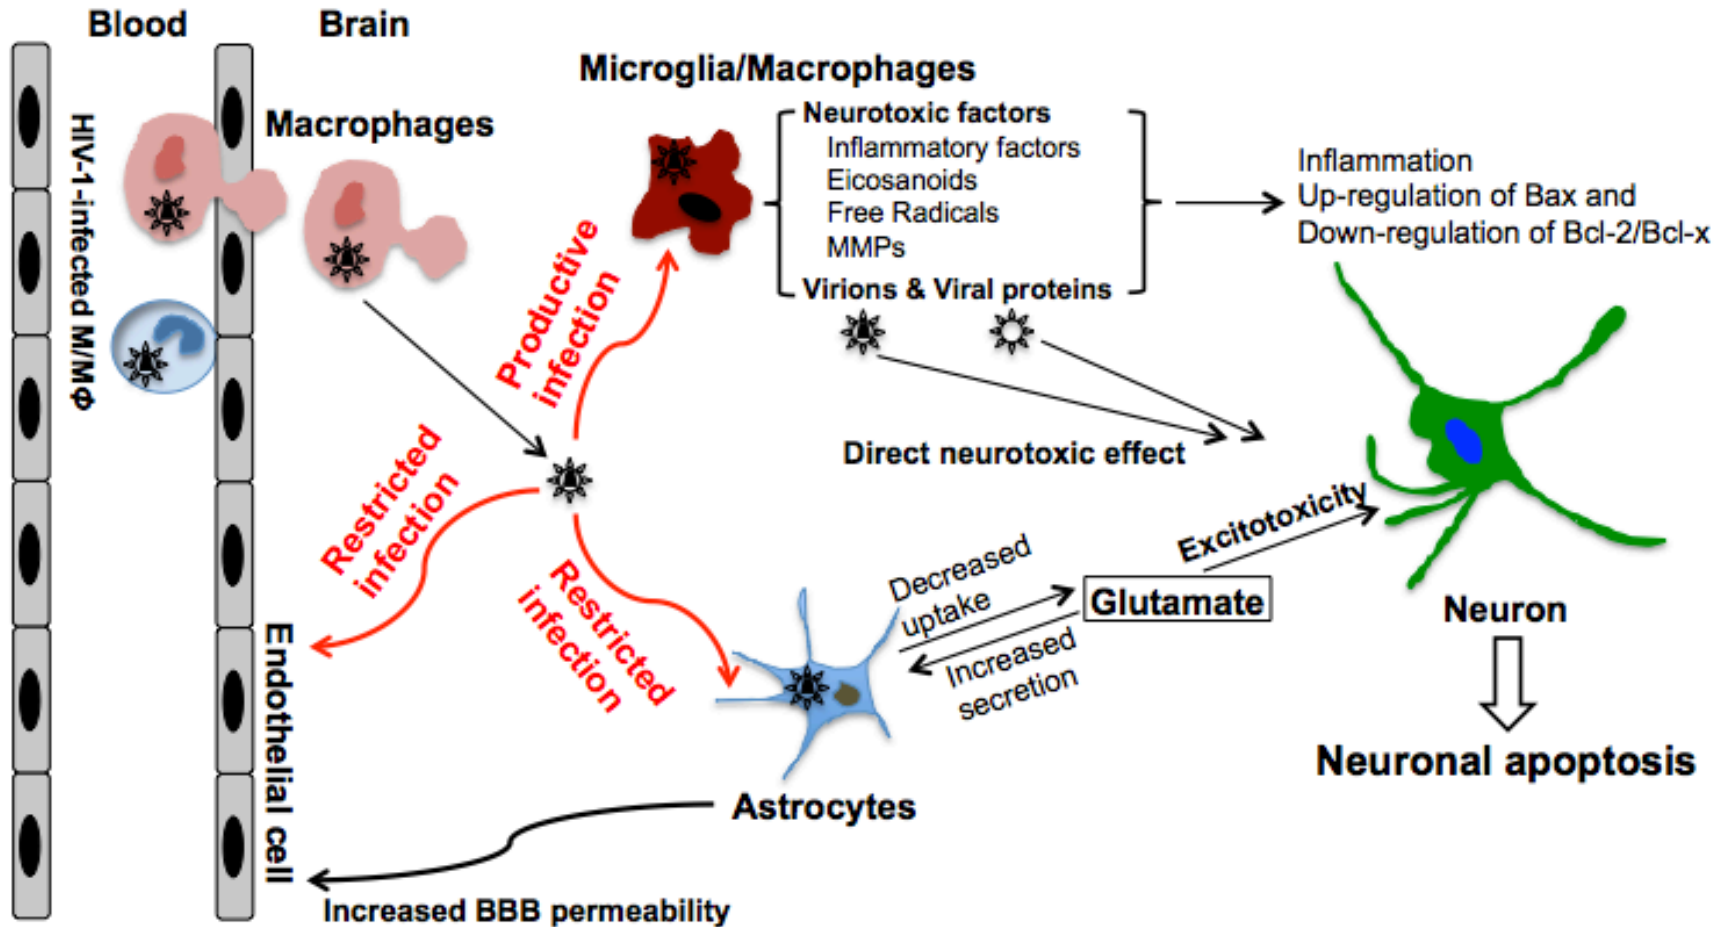 Blood
Brain
HIV-1-infected M/MΦ
Macrophages
Microglia/Macrophages
Neurotoxic factors
Inflammatory factors
Eicosanoids
Free Radicals
MMPs
Virions & Viral proteins
Inflammation
Up-regulation of Bax and
Down-regulation of Bcl-2/Bcl-x
Productive
infection
Direct neurotoxic effect
Restricted
infection
Restricted
infection
Endothelial cell
Decreased
uptake
Increased
secretion
Glutamate
Excitotoxicity
Neuron
Neuronal apoptosis
Astrocytes
Increased BBB permeability